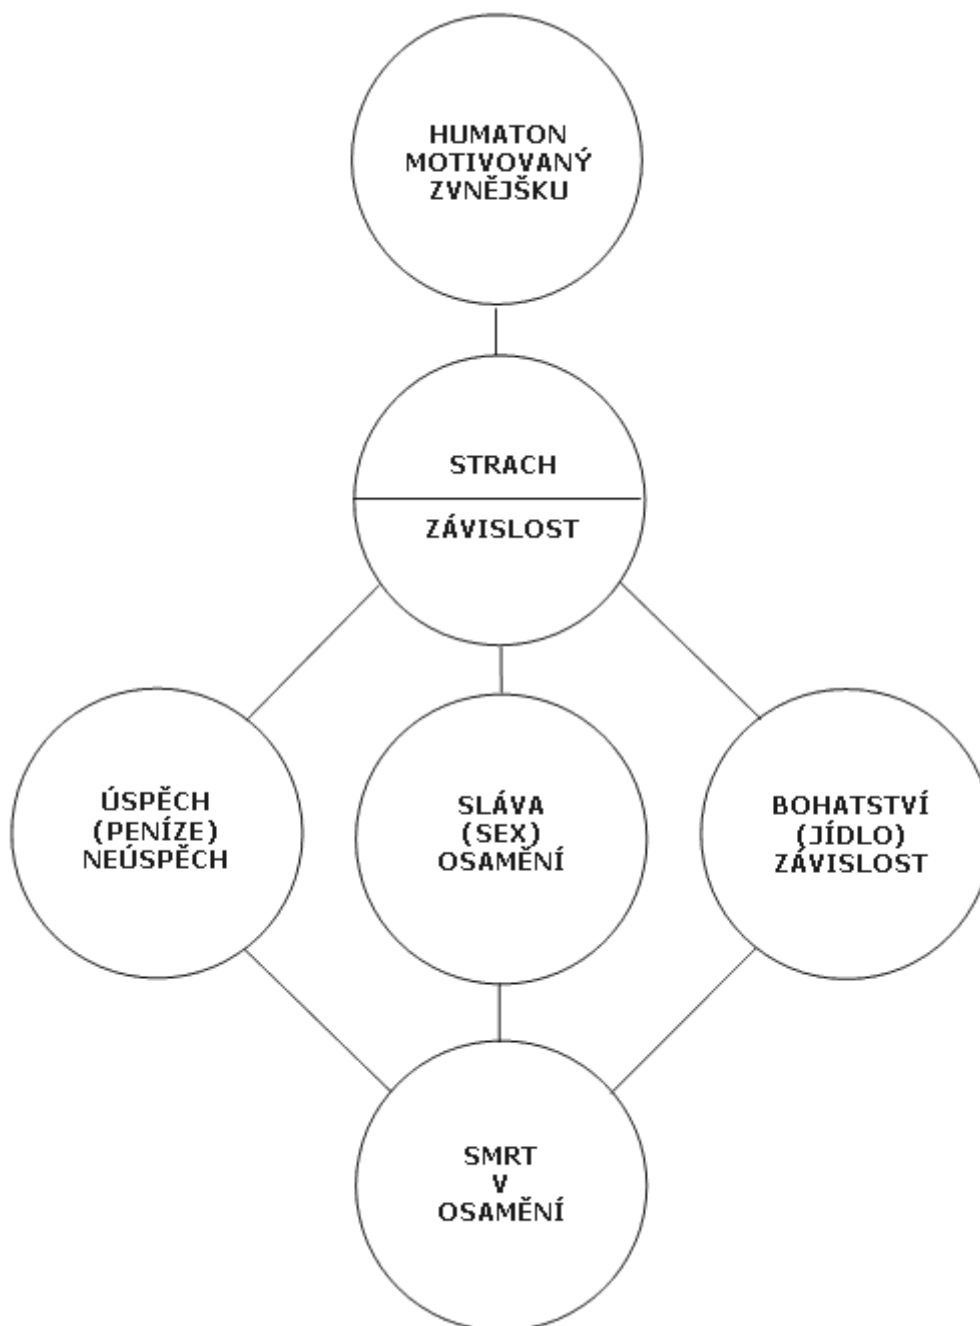 HUMATON
MOTIVOVANÝ
ZVNĚJŠKU
STRACH
ZÁVISLOST
ÚSPĚCH
(PENÍZE)
NEÚSPĚCH
SLÁVA
(SEX)
OSAMĚNÍ
BOHATSTVÍ
(JÍDLO)
ZÁVISLOST
SMRT
V
OSAMĚNÍ